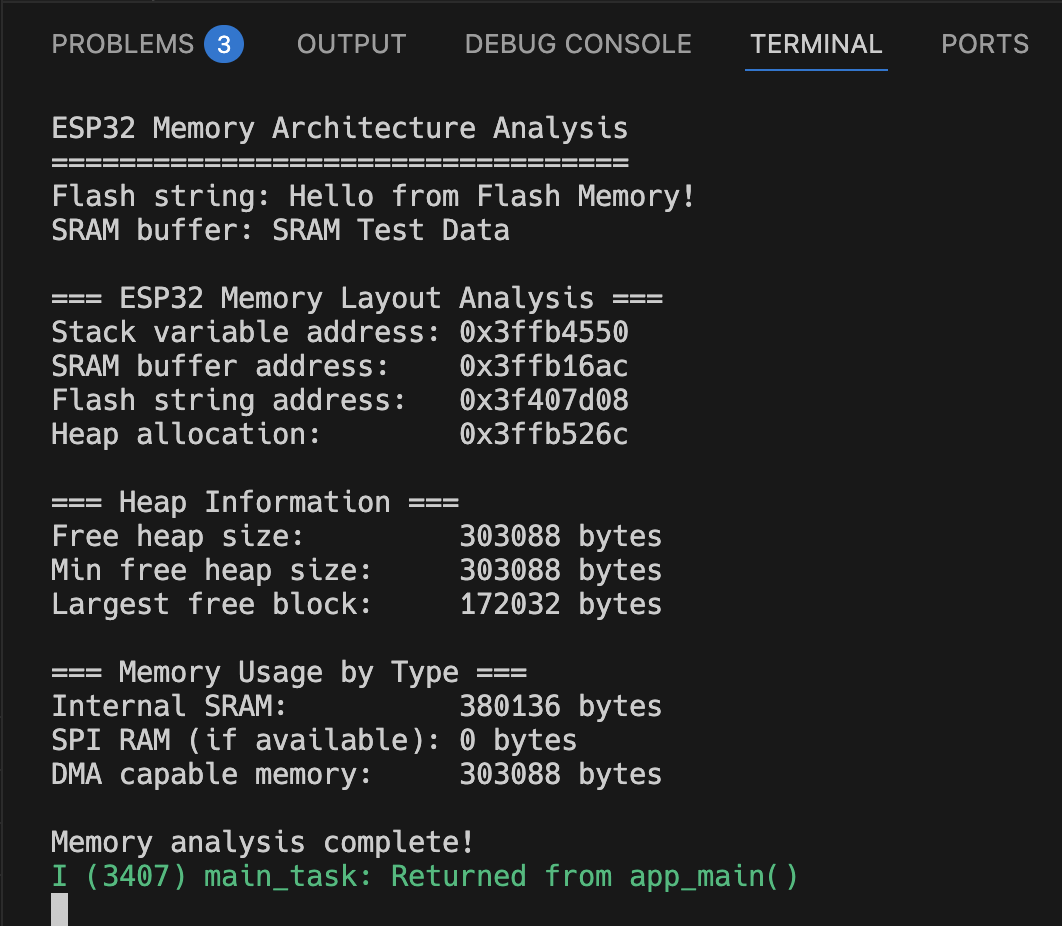 PROBLEMS 3 OUTPUT DEBUG CONSOLE TERMINAL PORTS
ESP32 Memory Architecture Analysis
==================================
Flash string: Hello from Flash Memory!
SRAM buffer: SRAM Test Data
=== ESP32 Memory Layout Analysis ===
Stack variable address: 0x3ffb4550
SRAM buffer address:    0x3ffb16ac
Flash string address:   0x3f407d08
Heap allocation:        0x3ffb526c
=== Heap Information ===
Free heap size:         303088 bytes
Min free heap size:     303088 bytes
Largest free block:     172032 bytes
=== Memory Usage by Type ===
Internal SRAM:          380136 bytes
SPI RAM (if available): 0 bytes
DMA capable memory:     303088 bytes
Memory analysis complete!
I (3407) main_task: Returned from app_main()